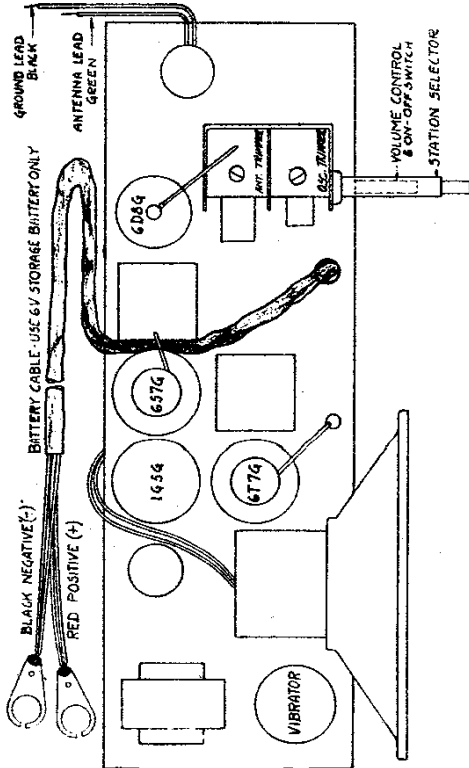 GROUND LEAD
BLACK
ANTENNA LEAD
GREEN
BATTERY CABLE - USE 6V STORAGE BATTERY ONLY
BLACK NEGATIVE (-)
RED POSITIVE (+)
6D8G
ANT. TRIMMER
OSC. TRIMMER
VOLUME CONTROL
& ON-OFF SWITCH
STATION SELECTOR
6S7G
1G5G
6T7G
VIBRATOR